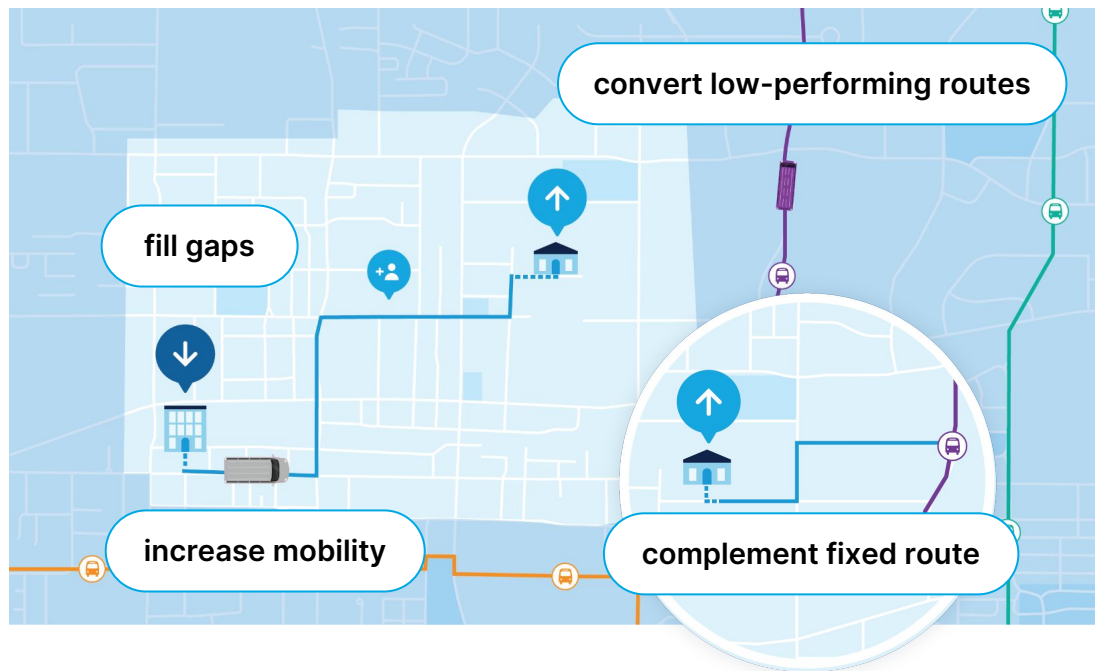 convert low-performing routes
fill gaps
increase mobility
complement fixed route